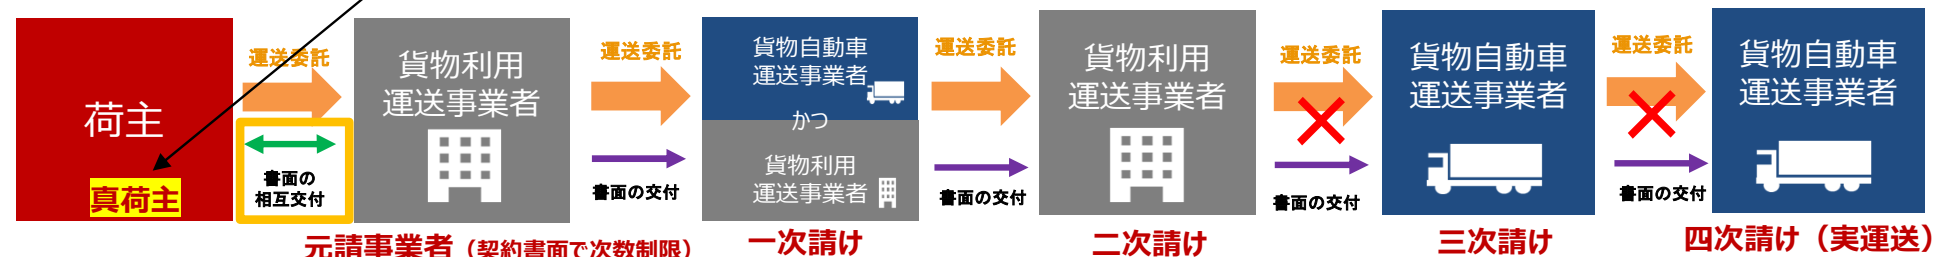 荷主
真荷主
運送委託
書面の
相互交付
貨物利用
運送事業者
元請事業者（契約書面で次数制限）
運送委託
書面の交付
貨物自動車
運送事業者
かつ
貨物利用
運送事業者
一次請け
運送委託
書面の交付
貨物利用
運送事業者
二次請け
運送委託
書面の交付
貨物自動車
運送事業者
三次請け
運送委託
書面の交付
貨物自動車
運送事業者
四次請け（実運送）